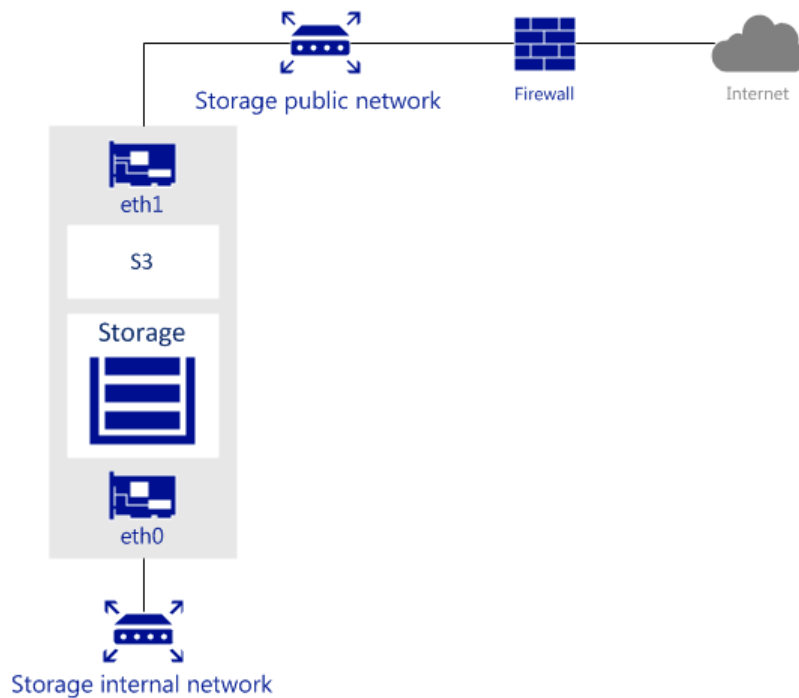 Storage public network
Firewall
Internet
eth1
S3
Storage
eth0
Storage internal network